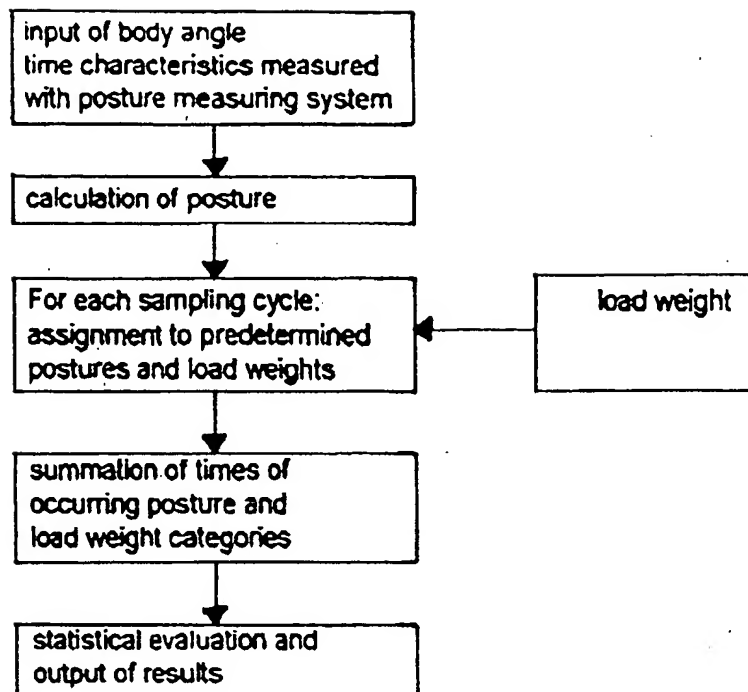 input of body angle
time characteristics measured
with posture measuring system
calculation of posture
For each sampling cycle:
assignment to predetermined
postures and load weights
load weight
summation of times of
occurring posture and
load weight categories
statistical evaluation and
output of results